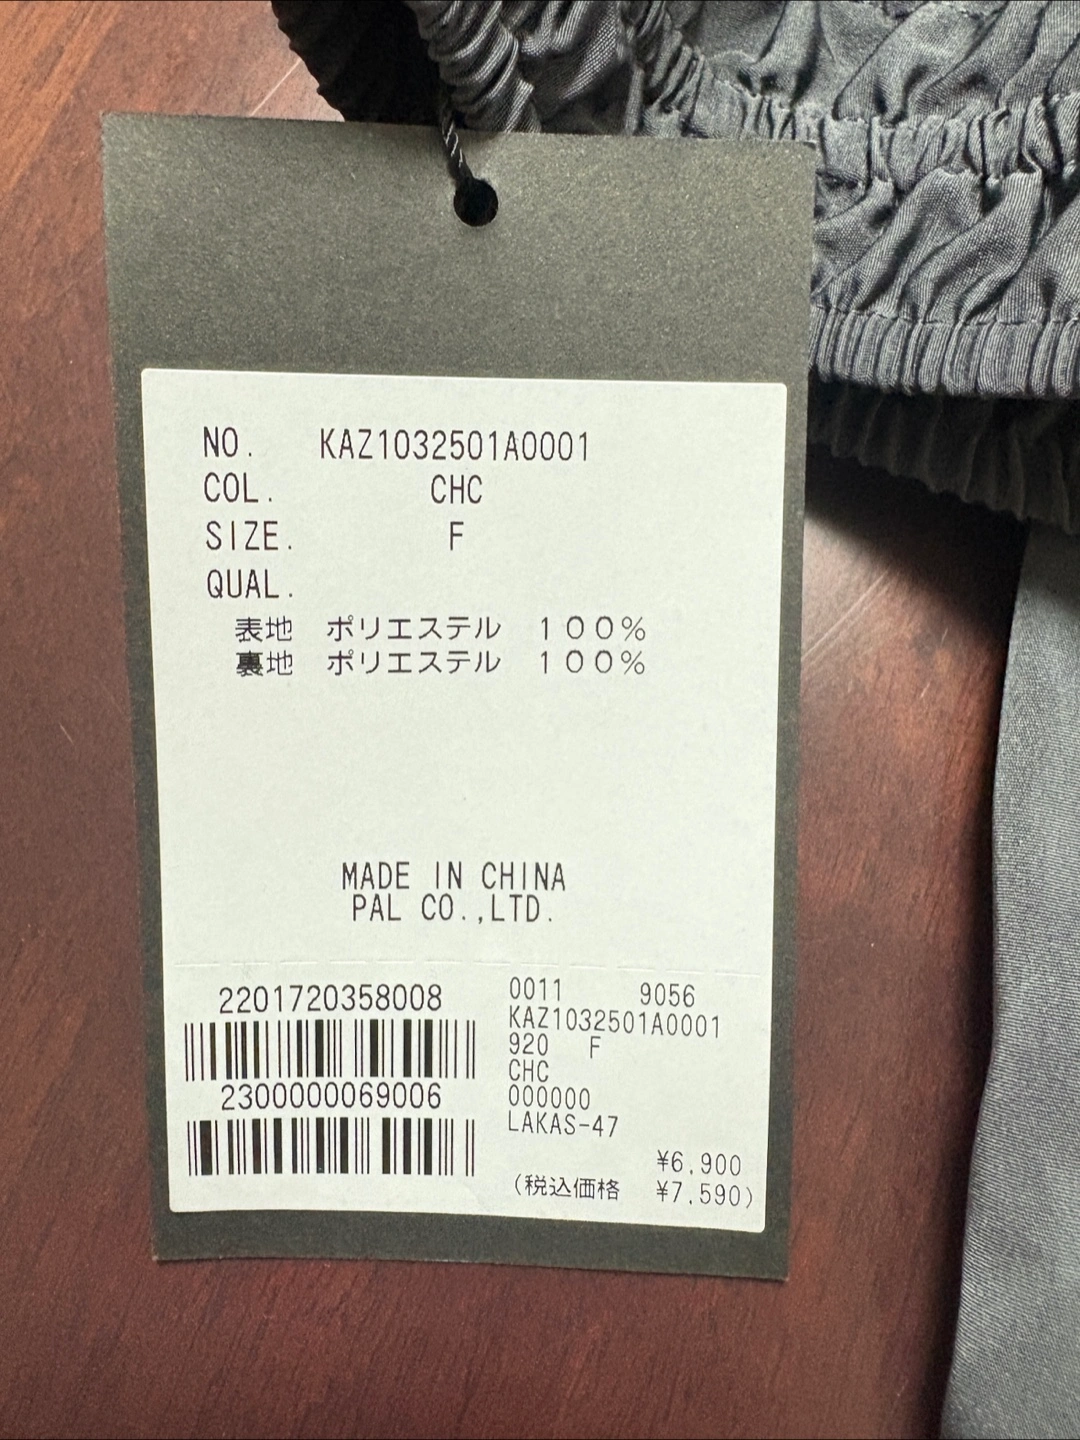 NO. KAZ1032501A0001
COL. CHC
SIZE. F
QUAL.
表地 ポリエステル １００％
裏地 ポリエステル １００％
MADE IN CHINA
PAL CO.,LTD.
2201720358008
2300000069006
0011 9056
KAZ1032501A0001
920 F
CHC
000000
LAKAS-47
¥6,900
(税込価格 ¥7,590)